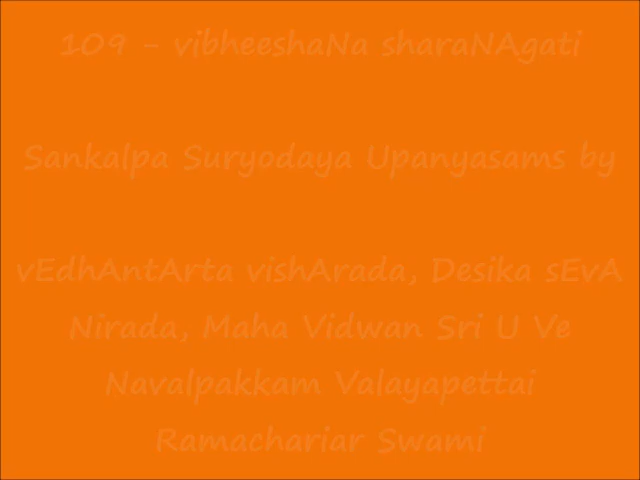 109 - vibheeshaNa sharaNAgati
Sankalpa Suryodaya Upanyasams by
vEdhAntArta vishArada, Desika sEvA
Nirada, Maha Vidwan Sri U Ve
Navalpakkam Valayapettai
Ramachariar Swami